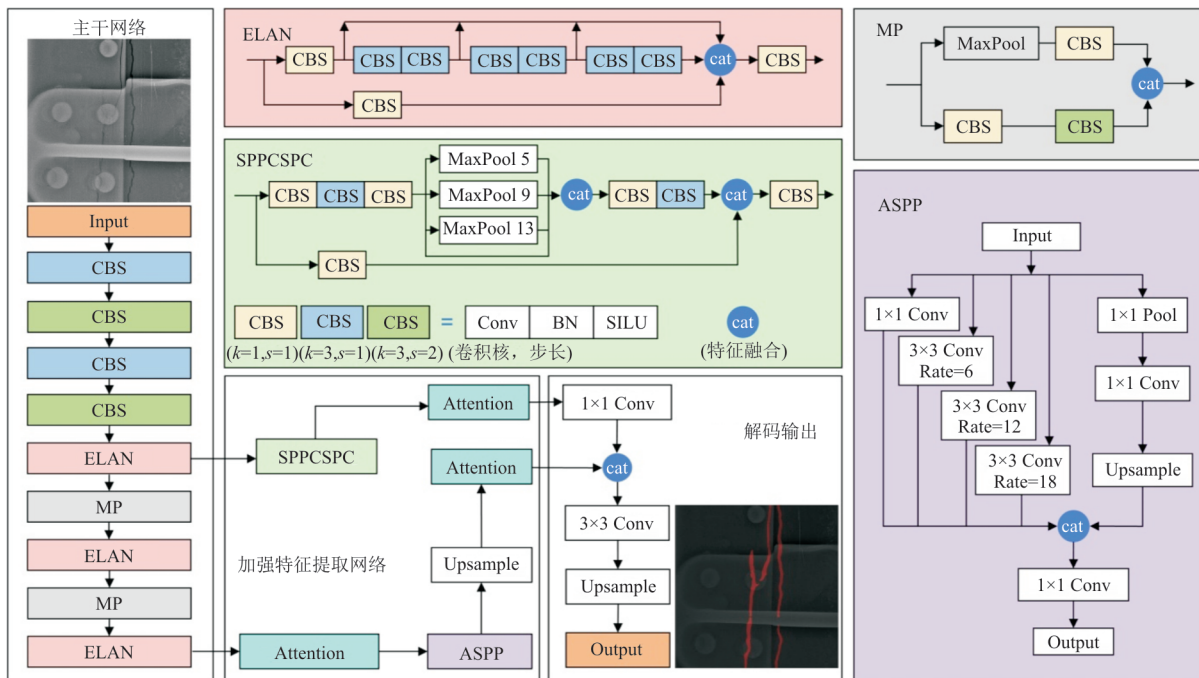 主干网络
Input
CBS
CBS
CBS
CBS
ELAN
MP
ELAN
MP
ELAN
ELAN
CBS
CBS
CBS
CBS
CBS
CBS
CBS
cat
CBS
CBS
SPPCSPC
CBS
CBS
CBS
MaxPool 5
MaxPool 9
MaxPool 13
cat
CBS
CBS
cat
CBS
CBS
CBS
CBS
CBS
=
Conv
BN
SILU
cat
(k=1,s=1)(k=3,s=1)(k=3,s=2) (卷积核，步长)
(特征融合)
Attention
SPPCSPC
Attention
加强特征提取网络
Upsample
Attention
ASPP
1×1 Conv
解码输出
cat
3×3 Conv
Upsample
Output
MP
MaxPool
CBS
cat
CBS
CBS
ASPP
Input
1×1 Conv
3×3 Conv
Rate=6
3×3 Conv
Rate=12
3×3 Conv
Rate=18
1×1 Pool
1×1 Conv
Upsample
cat
1×1 Conv
Output